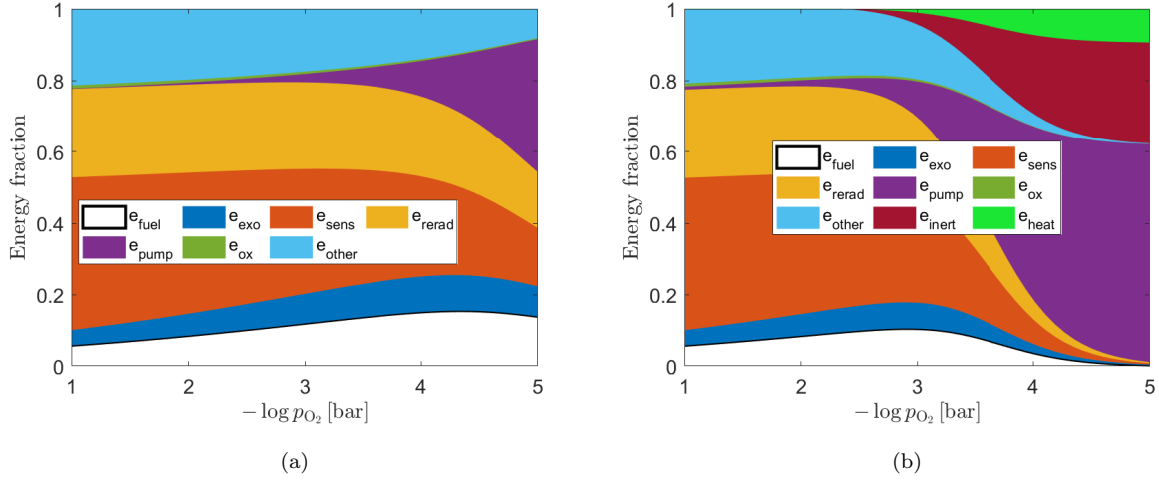 Energy fraction
1
0.8
0.6
0.4
0.2
0
e_fuel e_exo e_sens e_rerad
e_pump e_ox e_other
1 2 3 4 5
− log p_O₂ [bar]
(a)
Energy fraction
1
0.8
0.6
0.4
0.2
0
e_fuel e_exo e_sens
e_rerad e_pump e_ox
e_other e_inert e_heat
1 2 3 4 5
− log p_O₂ [bar]
(b)